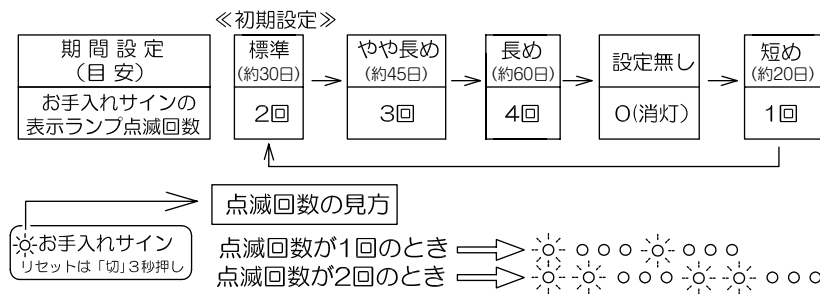 ≪初期設定≫
期間設定
(目安)
標準
(約30日)
やや長め
(約45日)
長め
(約60日)
設定無し
短め
(約20日)
お手入れサインの
表示ランプ点滅回数
2回
3回
4回
0(消灯)
1回
点滅回数の見方
お手入れサイン
リセットは「切」3秒押し
点滅回数が1回のとき
点滅回数が2回のとき